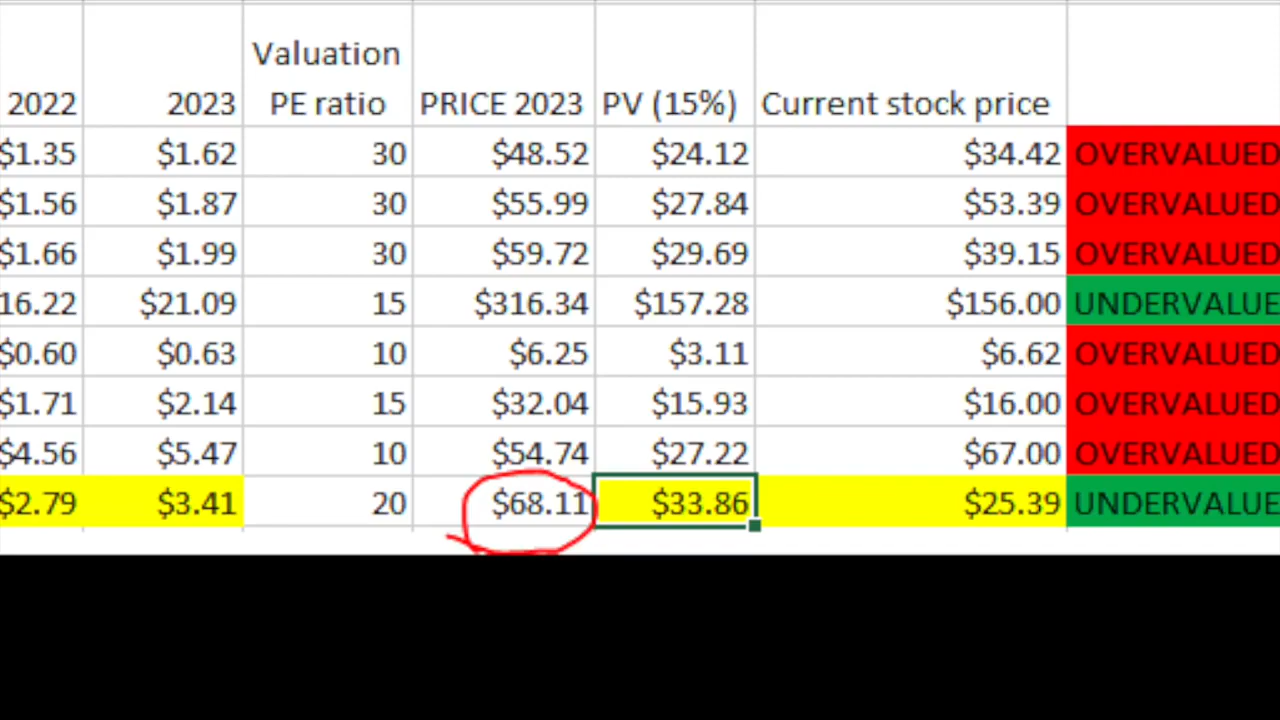 Valuation
2022 2023 PE ratio PRICE 2023 PV (15%) Current stock price
$1.35 $1.62 30 $48.52 $24.12 $34.42 OVERVALUED
$1.56 $1.87 30 $55.99 $27.84 $53.39 OVERVALUED
$1.66 $1.99 30 $59.72 $29.69 $39.15 OVERVALUED
16.22 $21.09 15 $316.34 $157.28 $156.00 UNDERVALUE
$0.60 $0.63 10 $6.25 $3.11 $6.62 OVERVALUED
$1.71 $2.14 15 $32.04 $15.93 $16.00 OVERVALUED
$4.56 $5.47 10 $54.74 $27.22 $67.00 OVERVALUED
$2.79 $3.41 20 $68.11 $33.86 $25.39 UNDERVALUE